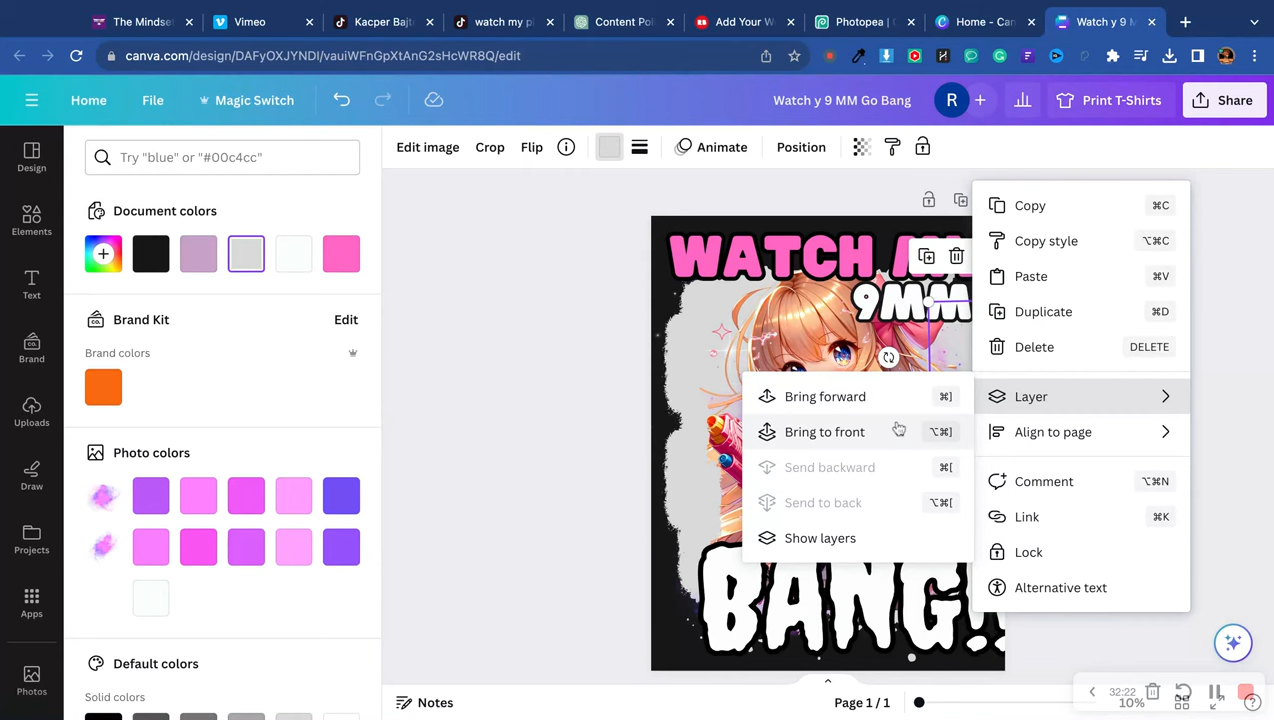 The Mindset
Vimeo
Kacper Bajt
watch my pi
Content Pol
Add Your W
Photopea |
Home - Can
Watch y 9 M
canva.com/design/DAFyOXJYNDI/vauiWFnGpXtAnG2sHcWR8Q/edit
Home
File
Magic Switch
Watch y 9 MM Go Bang
R
Print T-Shirts
Share
Design
Elements
Text
Brand
Uploads
Draw
Projects
Apps
Photos
Try "blue" or "#00c4cc"
Document colors
Brand Kit
Edit
Brand colors
Photo colors
Default colors
Solid colors
Edit image
Crop
Flip
Animate
Position
WATCH
9MM
BANG!
Copy ⌘C
Copy style ⌥⌘C
Paste ⌘V
Duplicate ⌘D
Delete DELETE
Layer
Align to page
Comment ⌥⌘N
Link ⌘K
Lock
Alternative text
Bring forward ⌘]
Bring to front ⌥⌘]
Send backward ⌘[
Send to back ⌥⌘[
Show layers
Notes
Page 1 / 1
32:22
10%